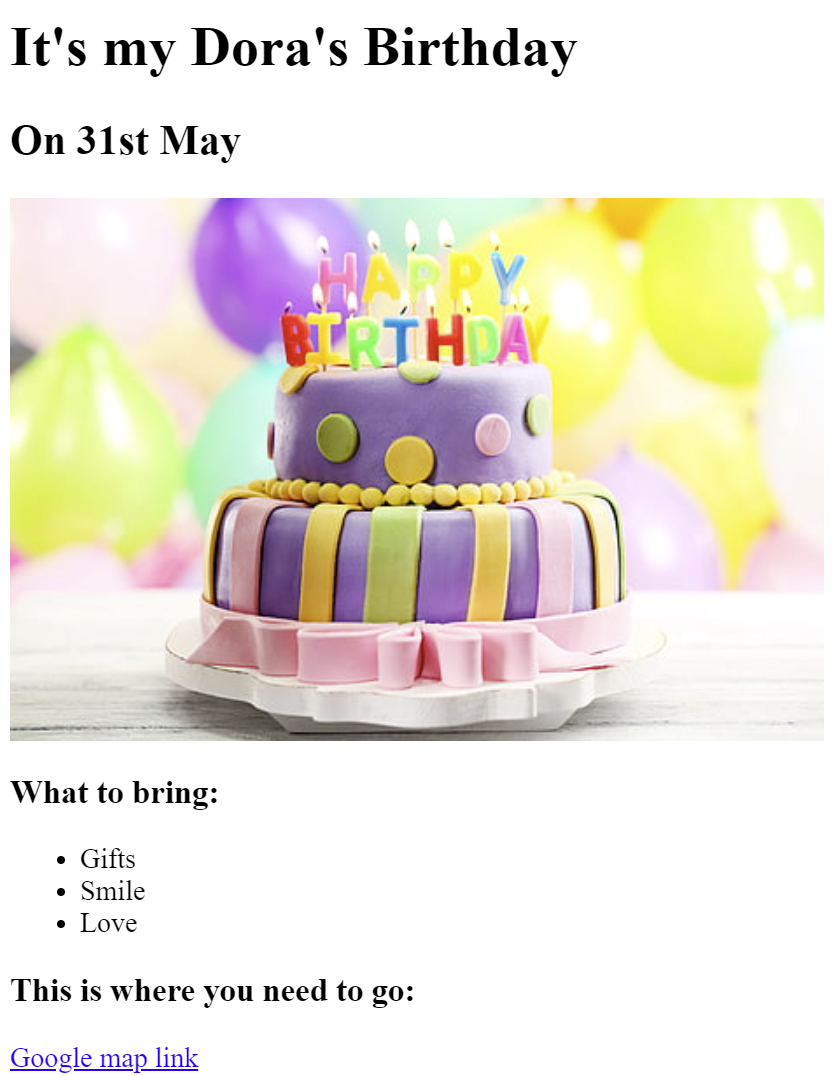 It's my Dora's Birthday
On 31st May
HAPPY
BIRTHDAY
What to bring:
Gifts
Smile
Love
This is where you need to go:
Google map link